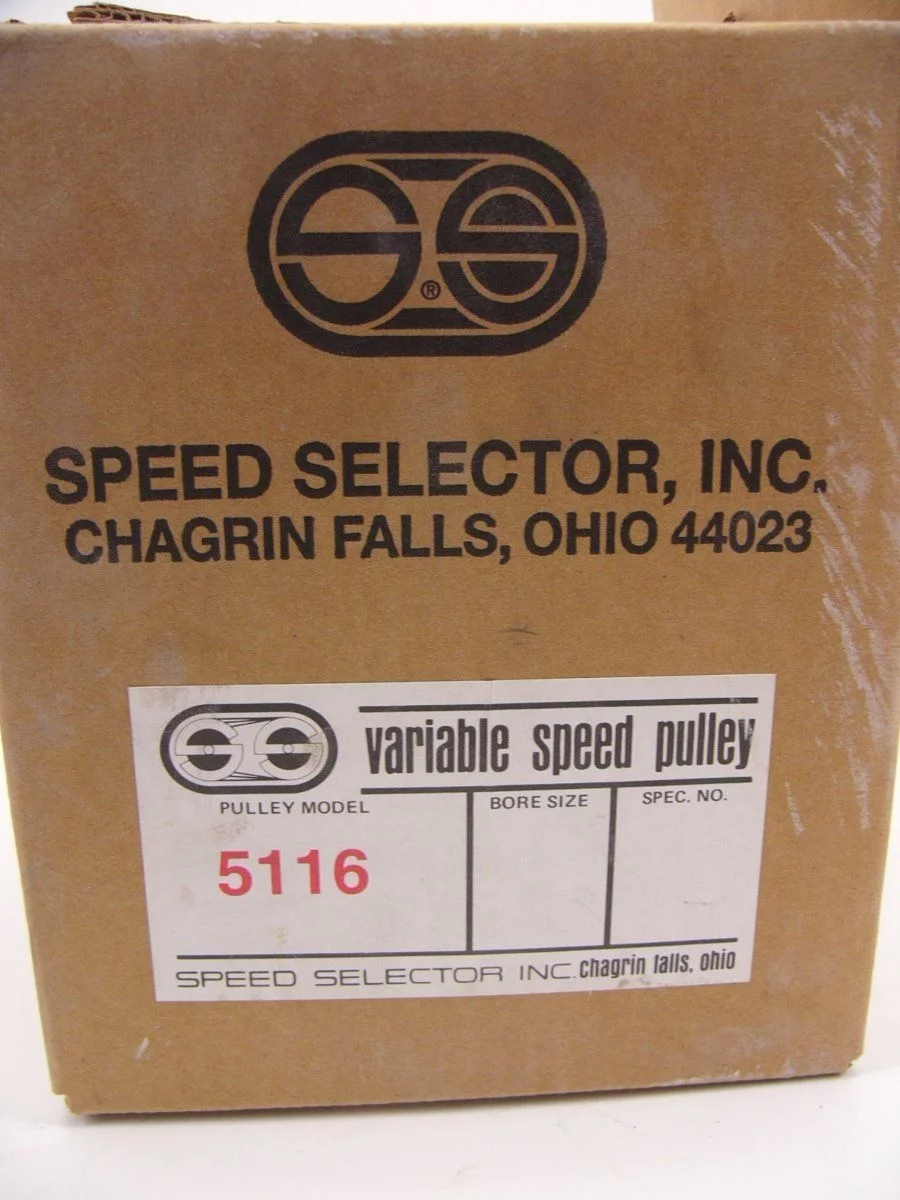 ®
SPEED SELECTOR, INC.
CHAGRIN FALLS, OHIO 44023
variable speed pulley
PULLEY MODEL
BORE SIZE
SPEC. NO.
5116
SPEED SELECTOR INC. chagrin falls, ohio